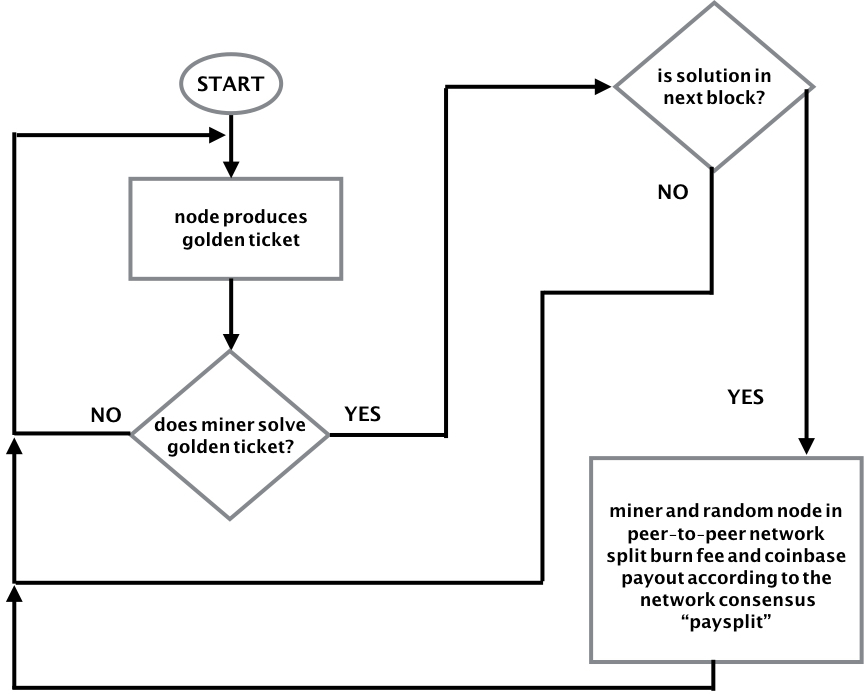 START
node produces
golden ticket
does miner solve
golden ticket?
NO
YES
is solution in
next block?
NO
YES
miner and random node in
peer-to-peer network
split burn fee and coinbase
payout according to the
network consensus
“paysplit”